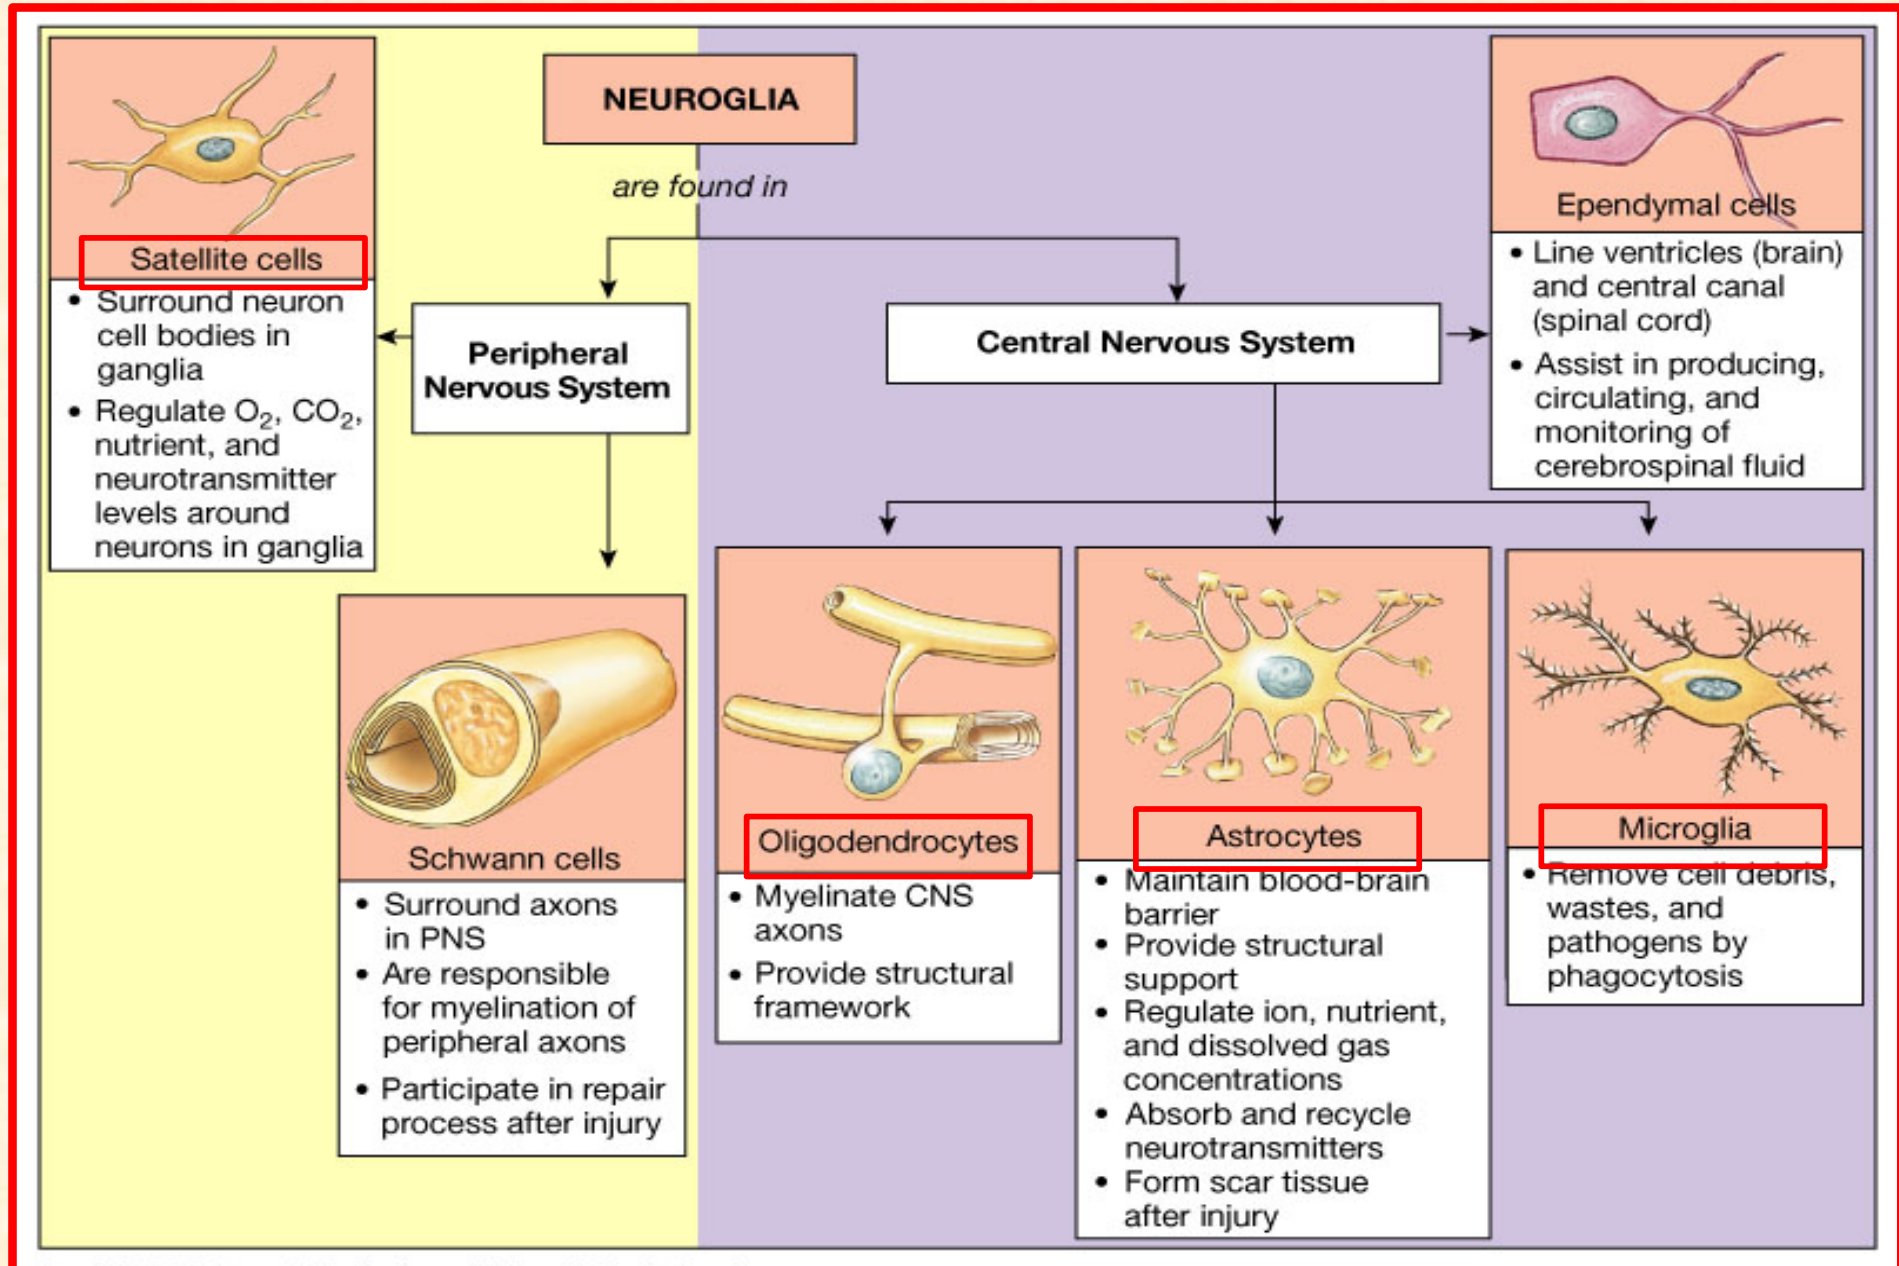 NEUROGLIA
are found in
Satellite cells
• Surround neuron
cell bodies in
ganglia
• Regulate O₂, CO₂,
nutrient, and
neurotransmitter
levels around
neurons in ganglia
Peripheral
Nervous System
Central Nervous System
Ependymal cells
• Line ventricles (brain)
and central canal
(spinal cord)
• Assist in producing,
circulating, and
monitoring of
cerebrospinal fluid
Schwann cells
• Surround axons
in PNS
• Are responsible
for myelination of
peripheral axons
• Participate in repair
process after injury
Oligodendrocytes
• Myelinate CNS
axons
• Provide structural
framework
Astrocytes
• Maintain blood-brain
barrier
• Provide structural
support
• Regulate ion, nutrient,
and dissolved gas
concentrations
• Absorb and recycle
neurotransmitters
• Form scar tissue
after injury
Microglia
• Remove cell debris,
wastes, and
pathogens by
phagocytosis